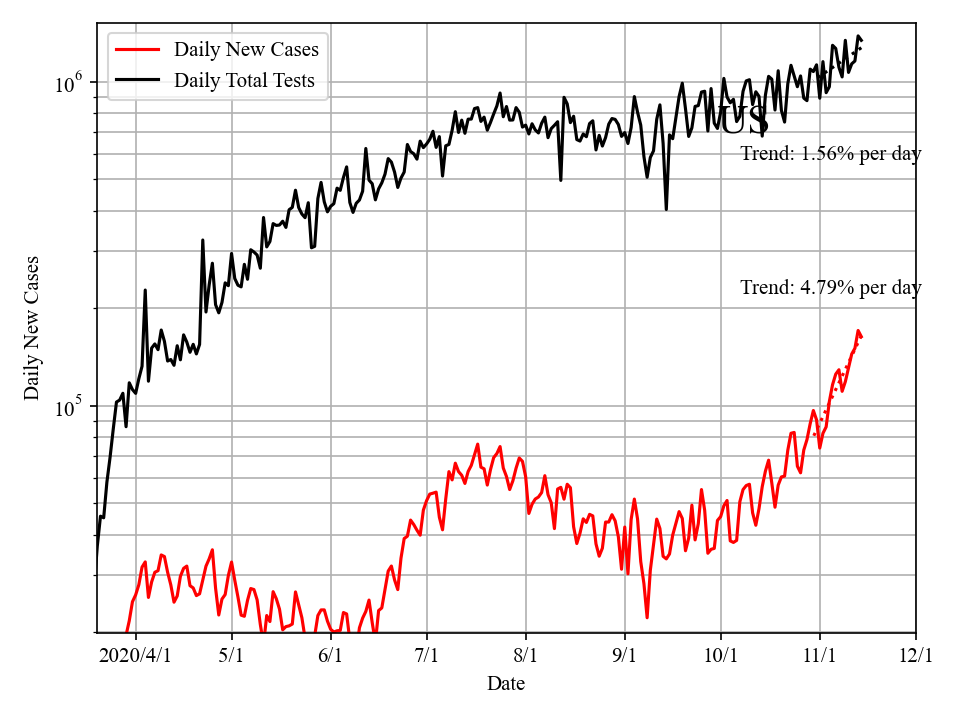 Daily New Cases
Daily Total Tests
10^6
US
Trend: 1.56% per day
Trend: 4.79% per day
10^5
Daily New Cases
2020/4/1 5/1 6/1 7/1 8/1 9/1 10/1 11/1 12/1
Date